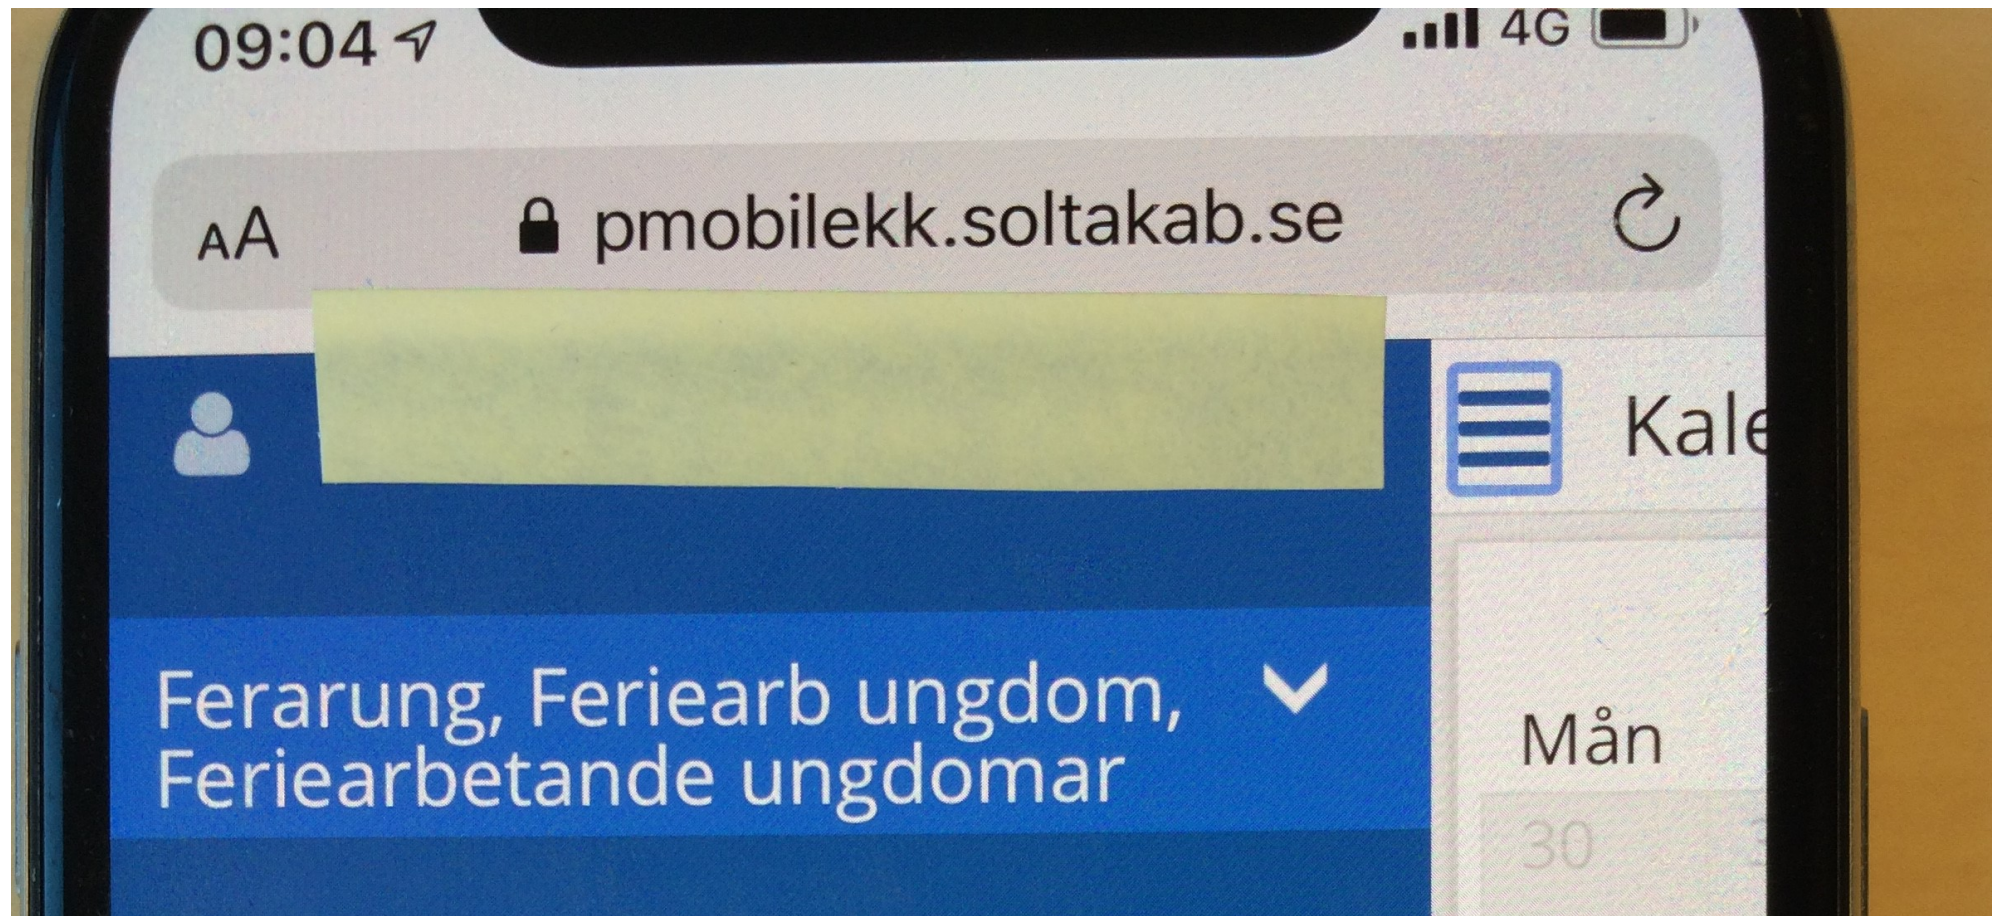 09:04
4G
AA
pmobilekk.soltakab.se
Kale
Ferarung, Feriearb ungdom,
Feriearbetande ungdomar
Mån
30